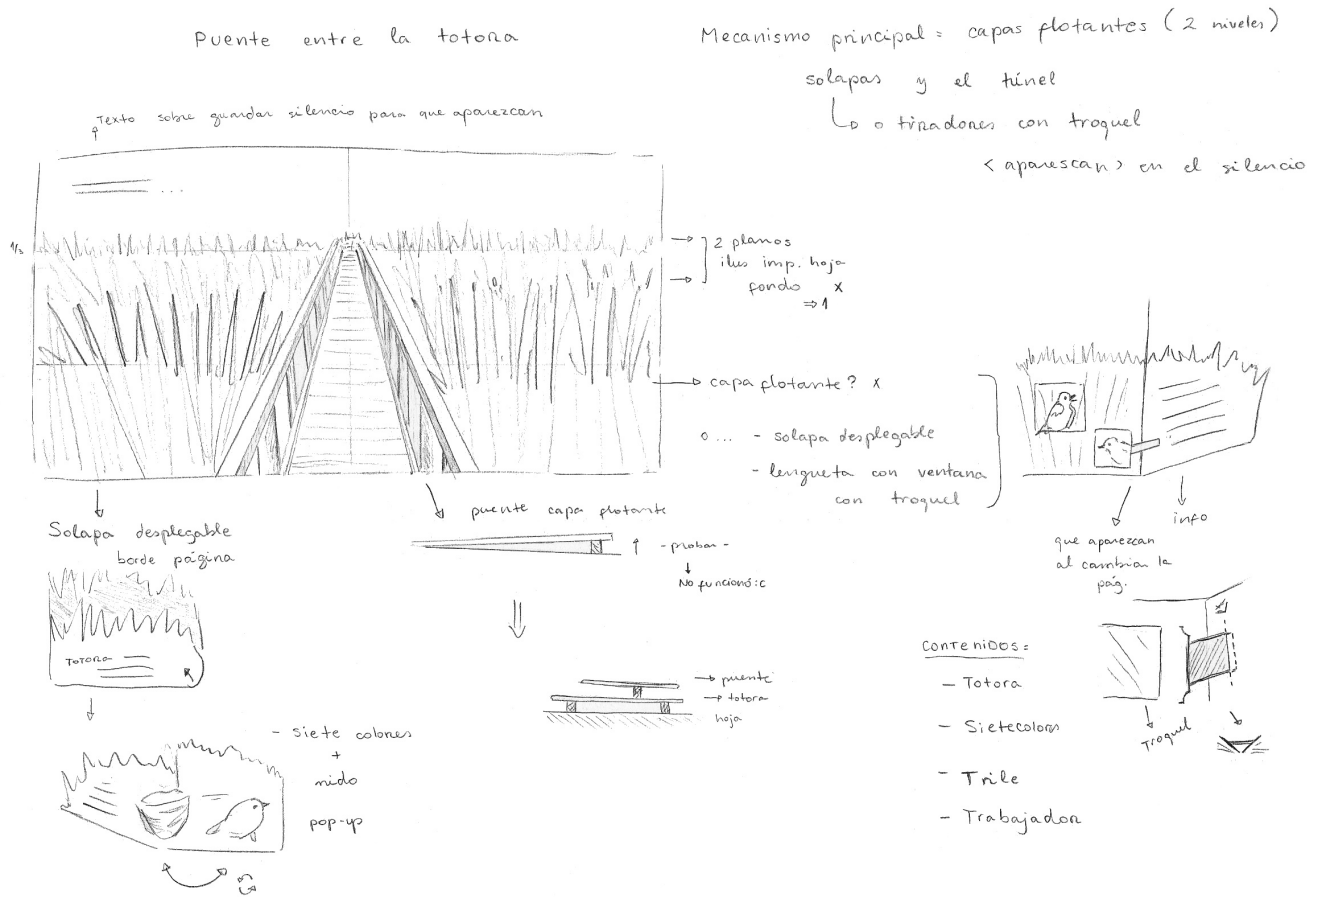 Puente entre la totora
Mecanismo principal = capas flotantes (2 niveles)
solapas y el túnel
o tiradores con troquel
< aparescan > en el silencio
Texto sobre guardar silencio para que aparezcan
1/3
2 planos
ilus imp. hoja
fondo x
⇒ 1
capa flotante? x
o ... - solapa desplegable
- lengueta con ventana
con troquel
info
que aparezcan
al cambiar la
pág.
Troquel
puente capa flotante
- probar -
No funcionó :c
puente
totora
hoja
Solapa desplegable
borde página
TOTORA
- siete colores
+
nido
pop-up
Contenidos =
- Totora
- Sietecolores
- Trile
- Trabajador